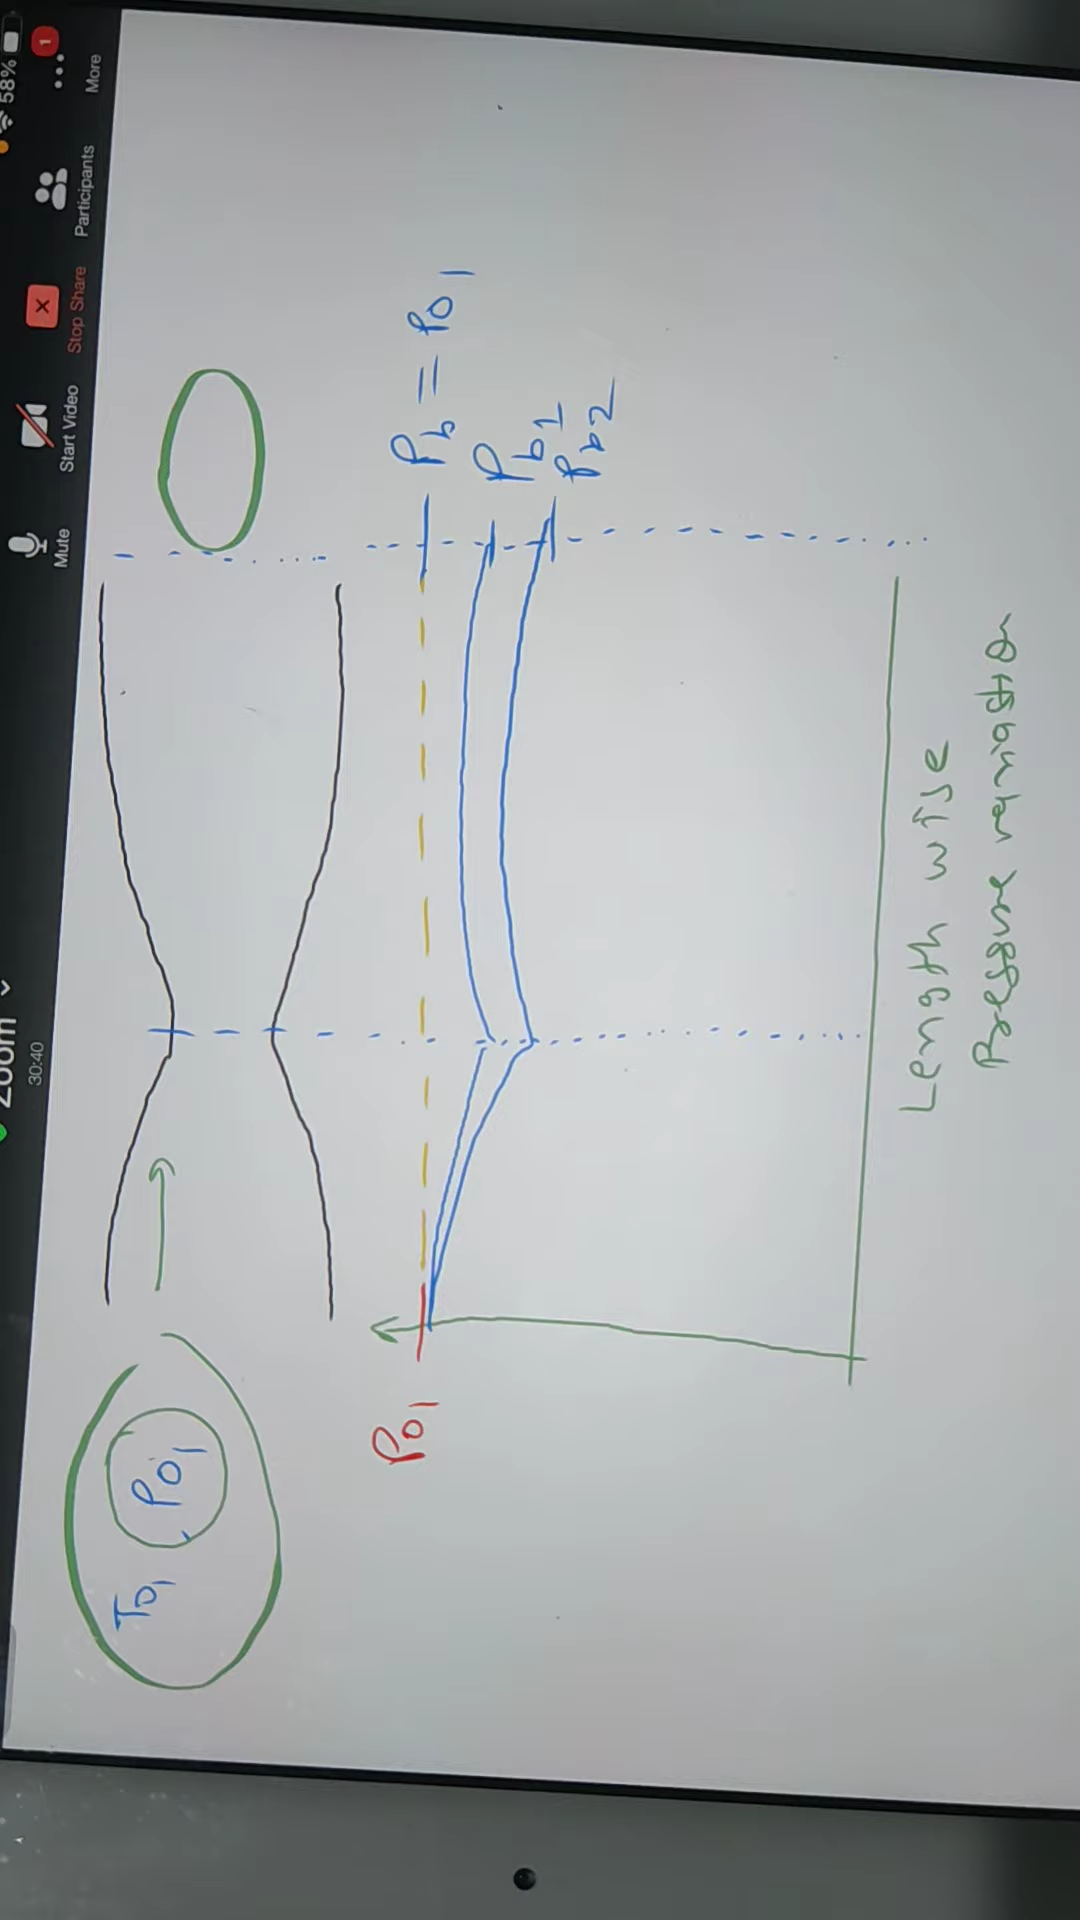 58%
Zoom
30:40
Mute
Start Video
Stop Share
Participants
1
More
T01, P01
P01
Pb = P01
Pb1
Pb2
Length wise
Pressure variation